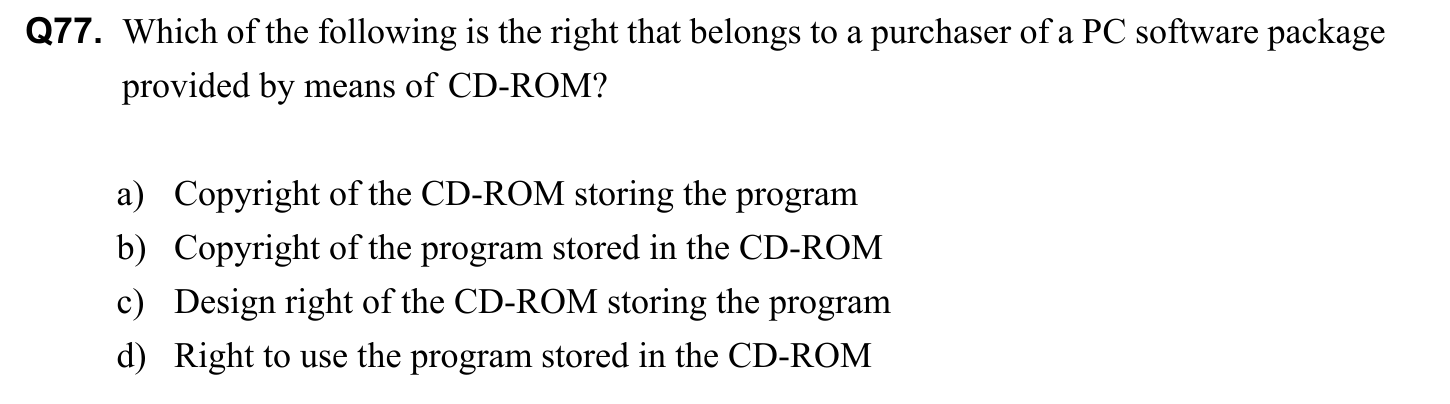 Q77. Which of the following is the right that belongs to a purchaser of a PC software package
provided by means of CD-ROM?
a) Copyright of the CD-ROM storing the program
b) Copyright of the program stored in the CD-ROM
c) Design right of the CD-ROM storing the program
d) Right to use the program stored in the CD-ROM